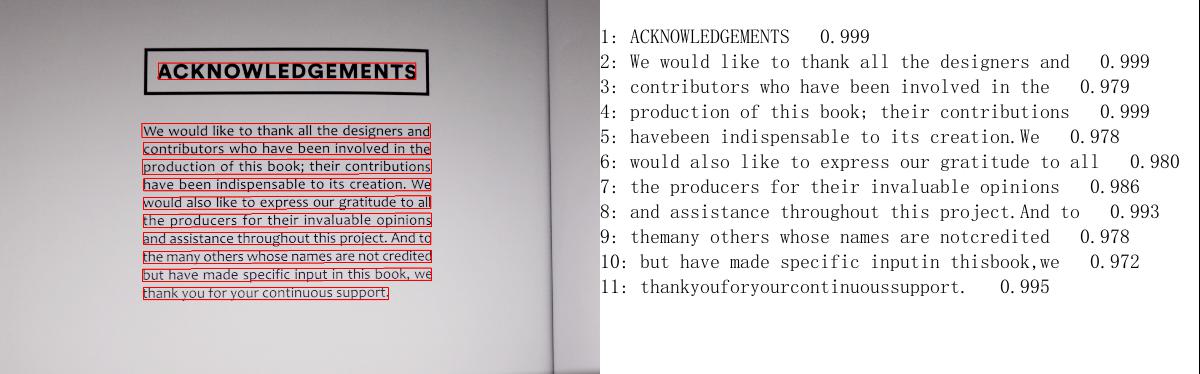 ACKNOWLEDGEMENTS
We would like to thank all the designers and
contributors who have been involved in the
production of this book; their contributions
have been indispensable to its creation. We
would also like to express our gratitude to all
the producers for their invaluable opinions
and assistance throughout this project. And to
the many others whose names are not credited
but have made specific input in this book, we
thank you for your continuous support.
1: ACKNOWLEDGEMENTS 0.999
2: We would like to thank all the designers and 0.999
3: contributors who have been involved in the 0.979
4: production of this book; their contributions 0.999
5: havebeen indispensable to its creation.We 0.978
6: would also like to express our gratitude to all 0.980
7: the producers for their invaluable opinions 0.986
8: and assistance throughout this project.And to 0.993
9: themany others whose names are notcredited 0.978
10: but have made specific inputin thisbook,we 0.972
11: thankyouforyourcontinuoussupport. 0.995